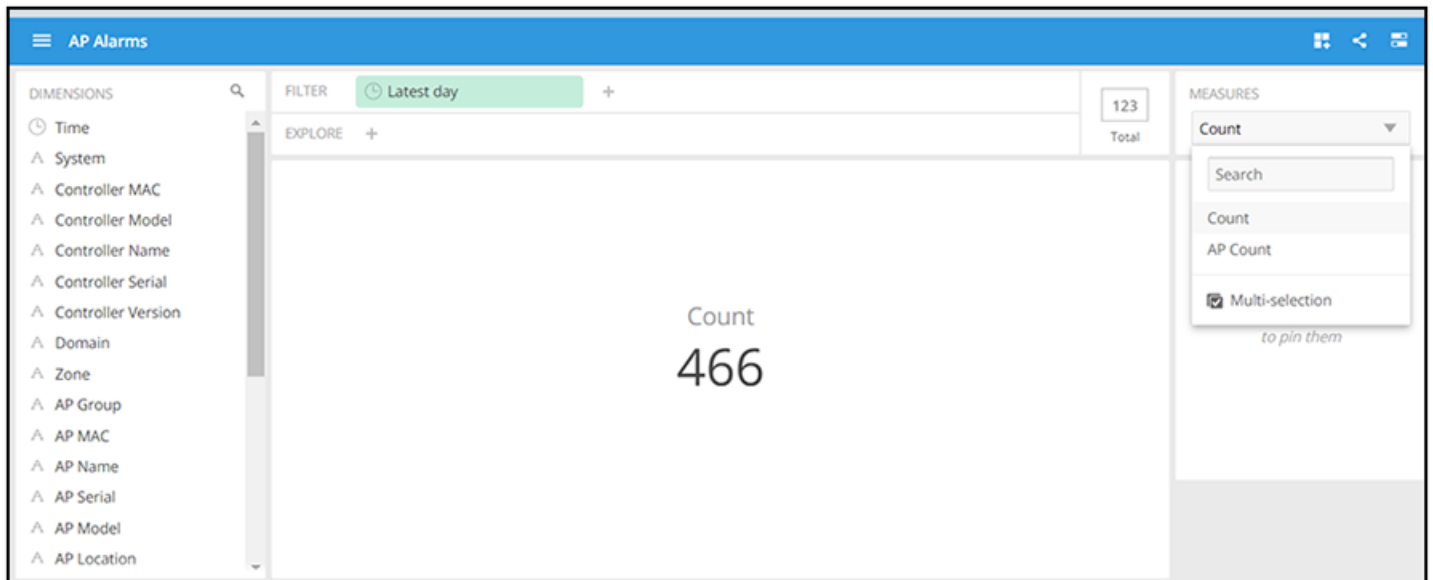 AP Alarms
DIMENSIONS
Time
System
Controller MAC
Controller Model
Controller Name
Controller Serial
Controller Version
Domain
Zone
AP Group
AP MAC
AP Name
AP Serial
AP Model
AP Location
FILTER
Latest day
+
EXPLORE +
123
Total
Count
466
MEASURES
Count
Search
Count
AP Count
Multi-selection
to pin them